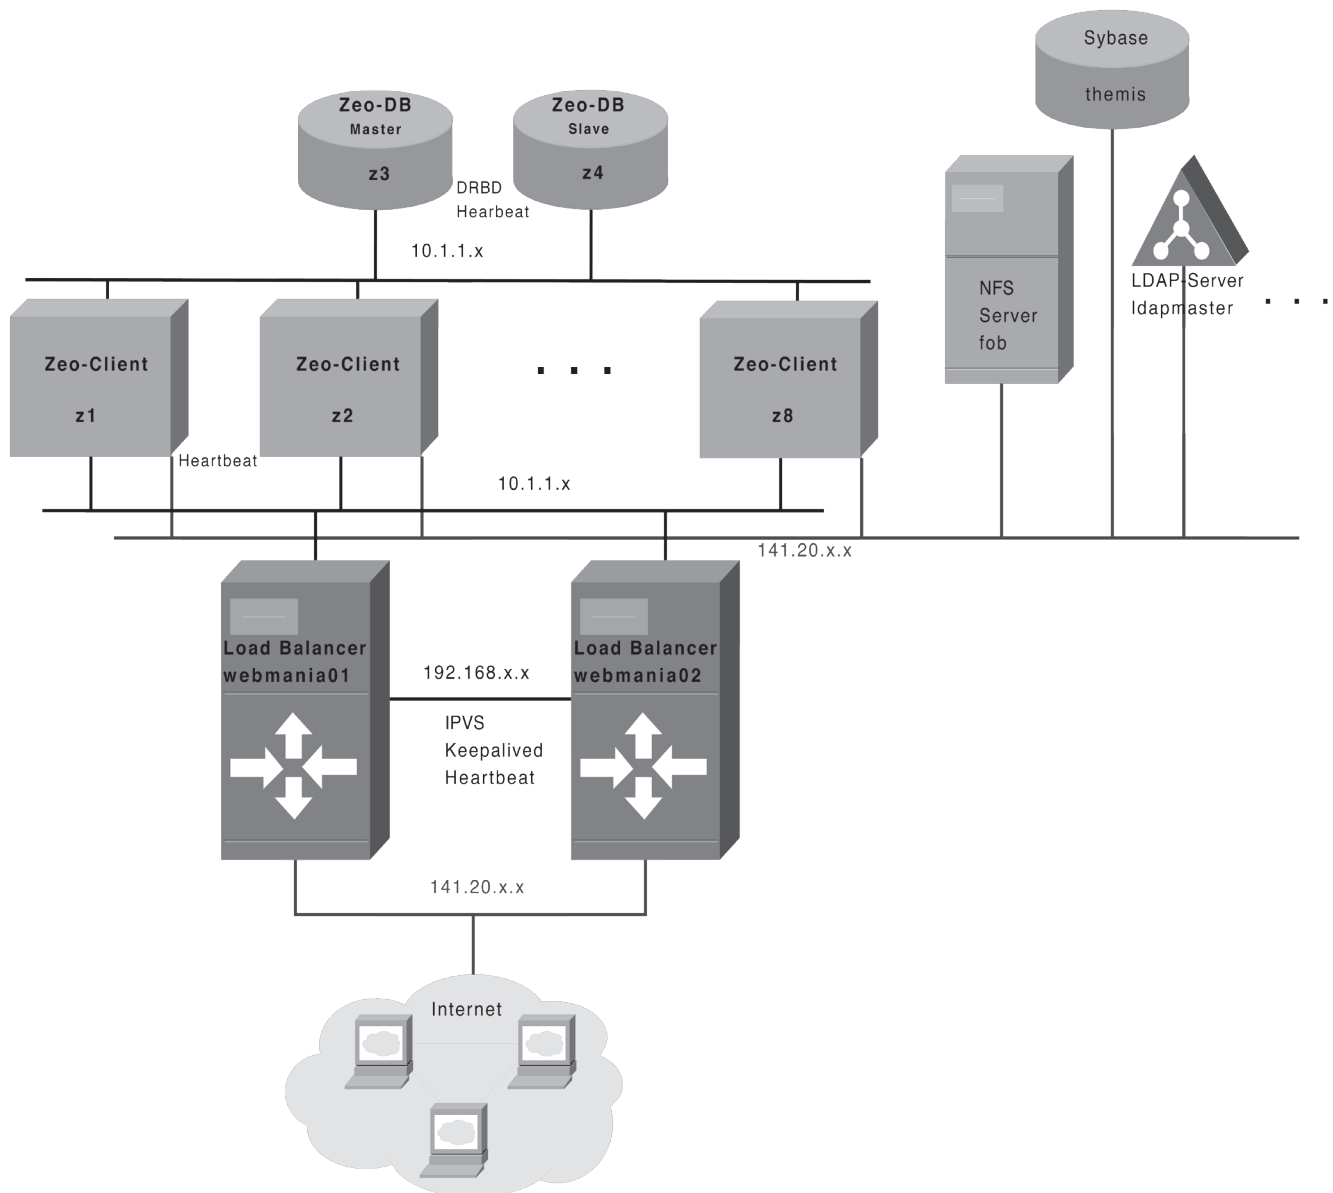 Sybase
themis
Zeo-DB
Master
z3
Zeo-DB
Slave
z4
DRBD
Hearbeat
10.1.1.x
NFS
Server
fob
LDAP-Server
ldapmaster
. . .
Zeo-Client
z1
Zeo-Client
z2
. . .
Zeo-Client
z8
Heartbeat
10.1.1.x
141.20.x.x
Load Balancer
webmania01
Load Balancer
webmania02
192.168.x.x
IPVS
Keepalived
Heartbeat
141.20.x.x
Internet